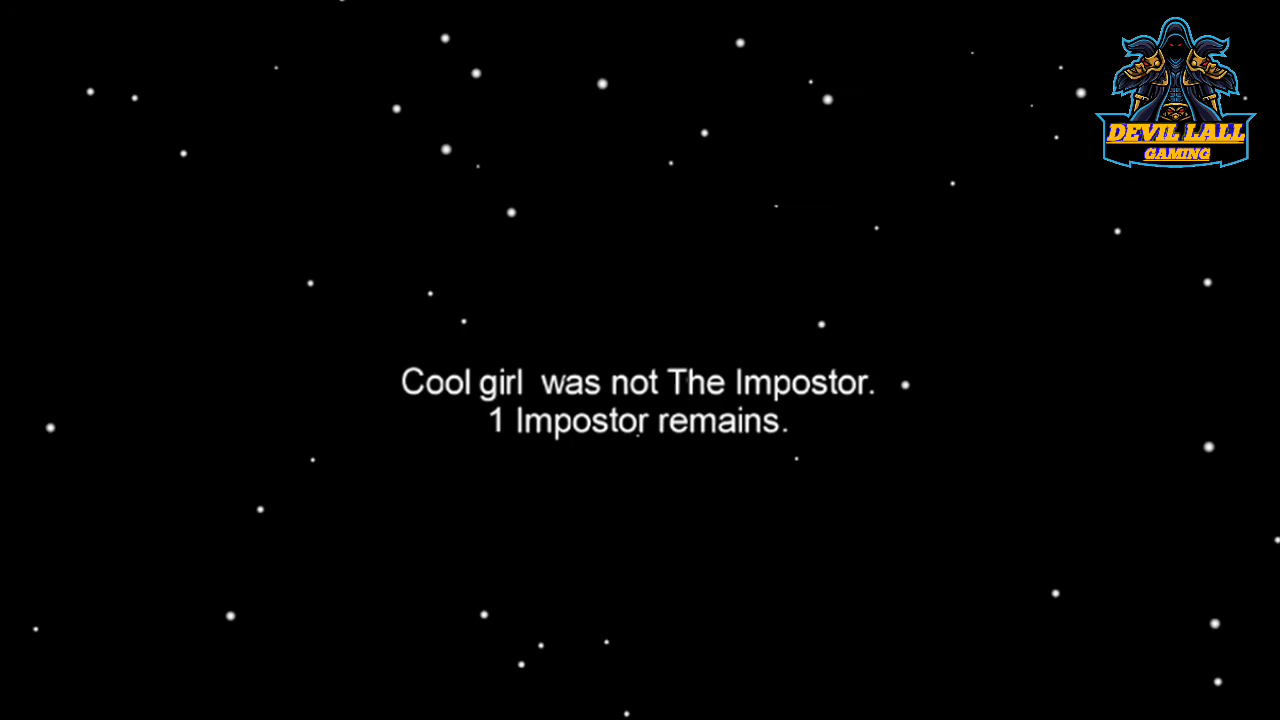 DEVIL LALL
GAMING
Cool girl  was not The Impostor.
1 Impostor remains.